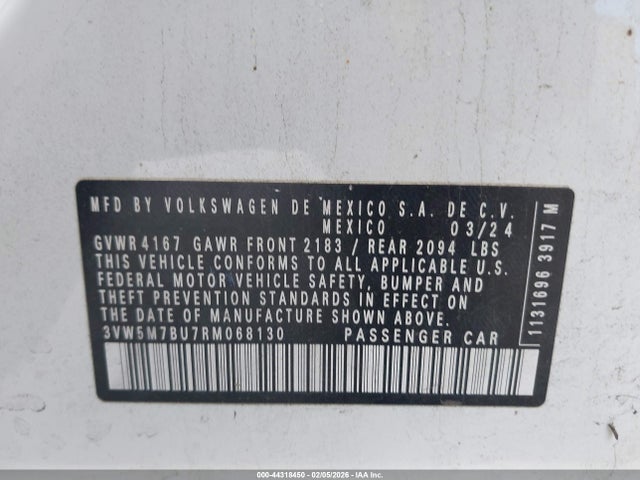 MFD BY VOLKSWAGEN DE MEXICO S.A. DE C.V.
MEXICO 03/24
GVWR 4167 GAWR FRONT 2183 / REAR 2094 LBS
THIS VEHICLE CONFORMS TO ALL APPLICABLE U.S.
FEDERAL MOTOR VEHICLE SAFETY, BUMPER AND
THEFT PREVENTION STANDARDS IN EFFECT ON
THE DATE OF MANUFACTURE SHOWN ABOVE.
3VW5M7BU7RM068130 PASSENGER CAR
1131696 3917 M
000-44318450 - 02/05/2026 - IAAI, Inc.